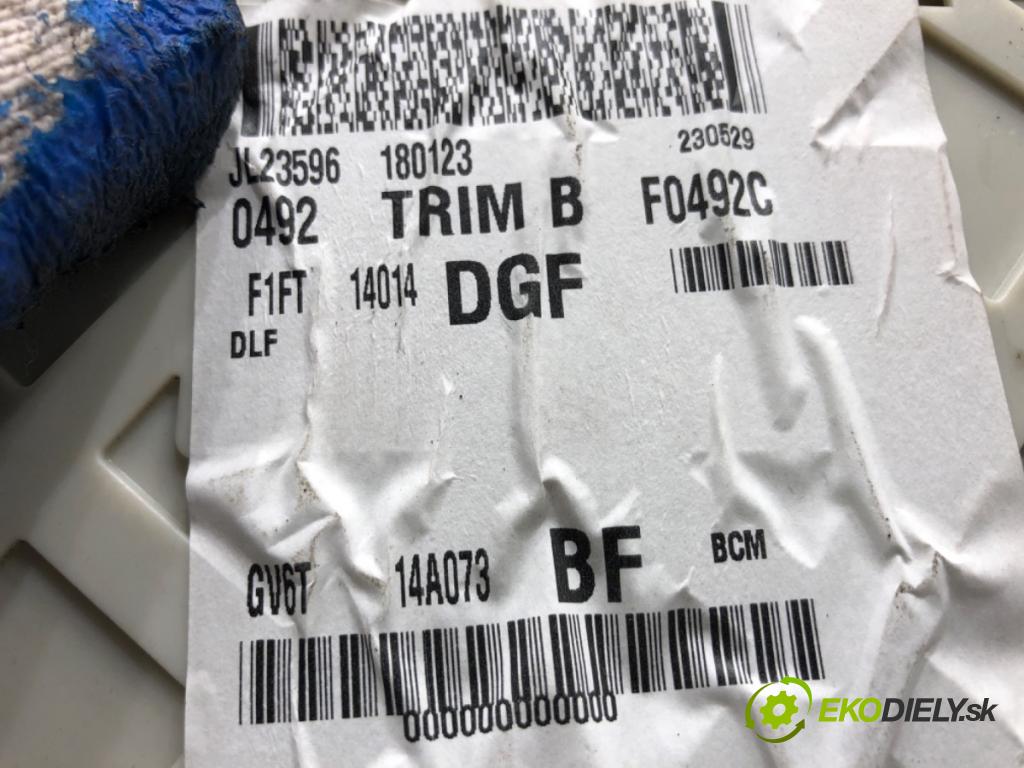 JL23596 180123 230529
0492 TRIM B F0492C
F1FT 14014 DGF
DLF
GV6T 14A073 BF BCM
000000000000
EKODIELY.sk